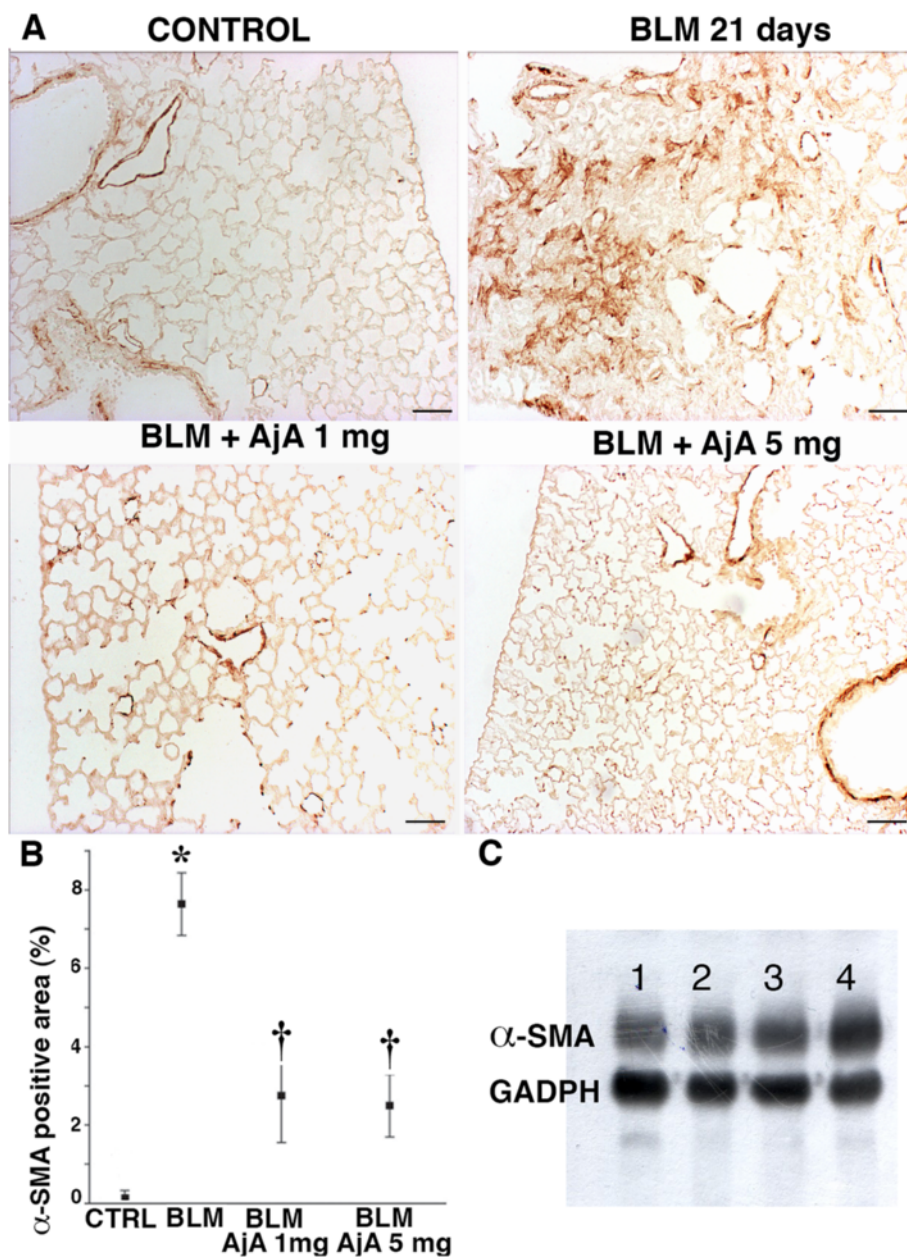 A
CONTROL
BLM 21 days
BLM + AjA 1 mg
BLM + AjA 5 mg
B
α-SMA positive area (%)
8
6
4
2
0
*
†
†
CTRL
BLM
BLM
AjA 1mg
BLM
AjA 5 mg
C
1 2 3 4
α-SMA
GADPH